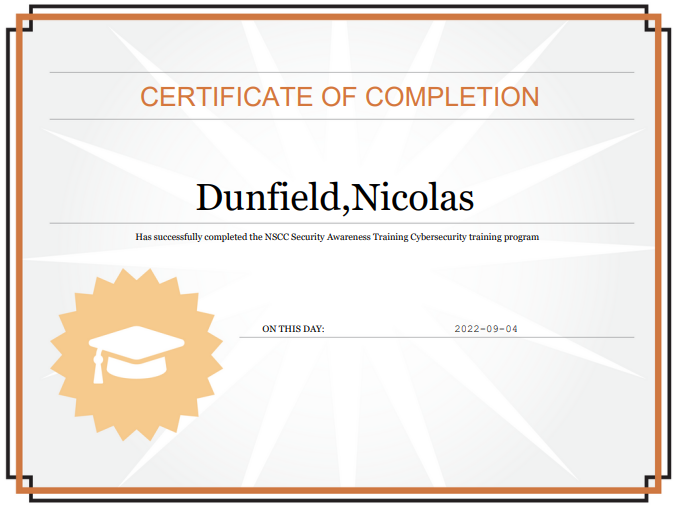 CERTIFICATE OF COMPLETION
Dunfield,Nicolas
Has successfully completed the NSCC Security Awareness Training Cybersecurity training program
ON THIS DAY: 2022-09-04